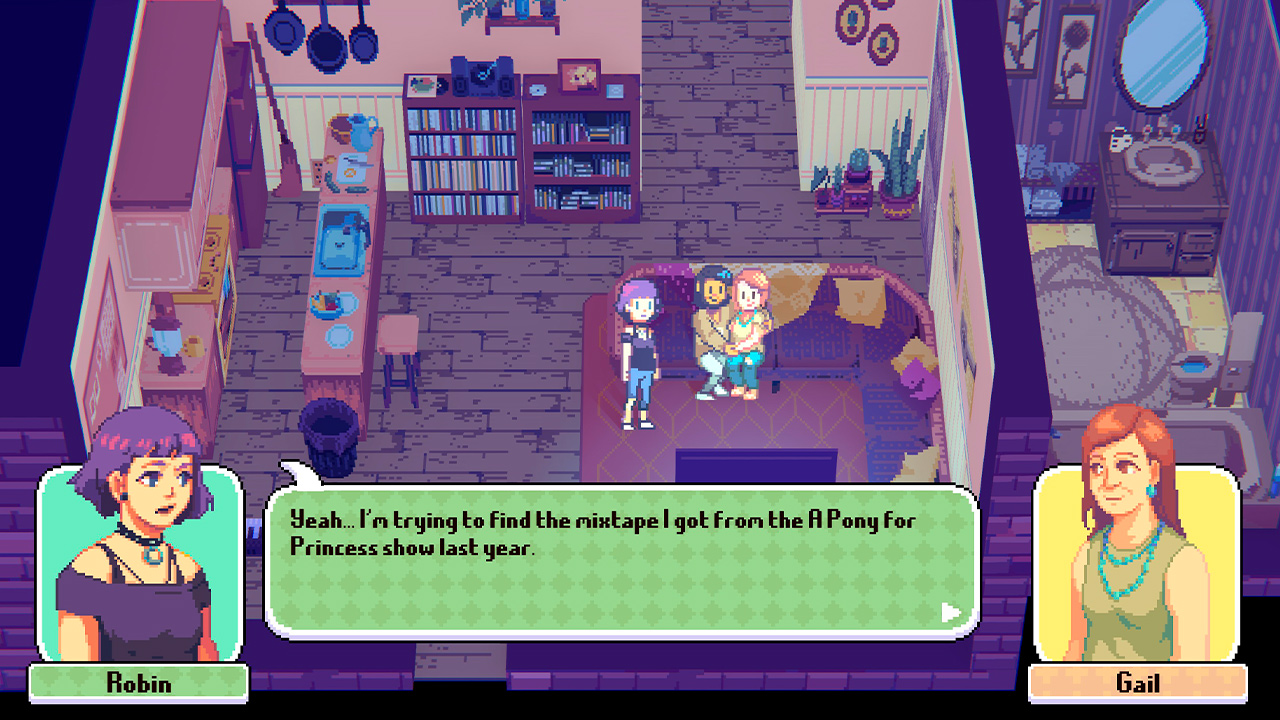 Yeah... I'm trying to find the mixtape I got from the A Pony for
Princess show last year.
Robin
Gail